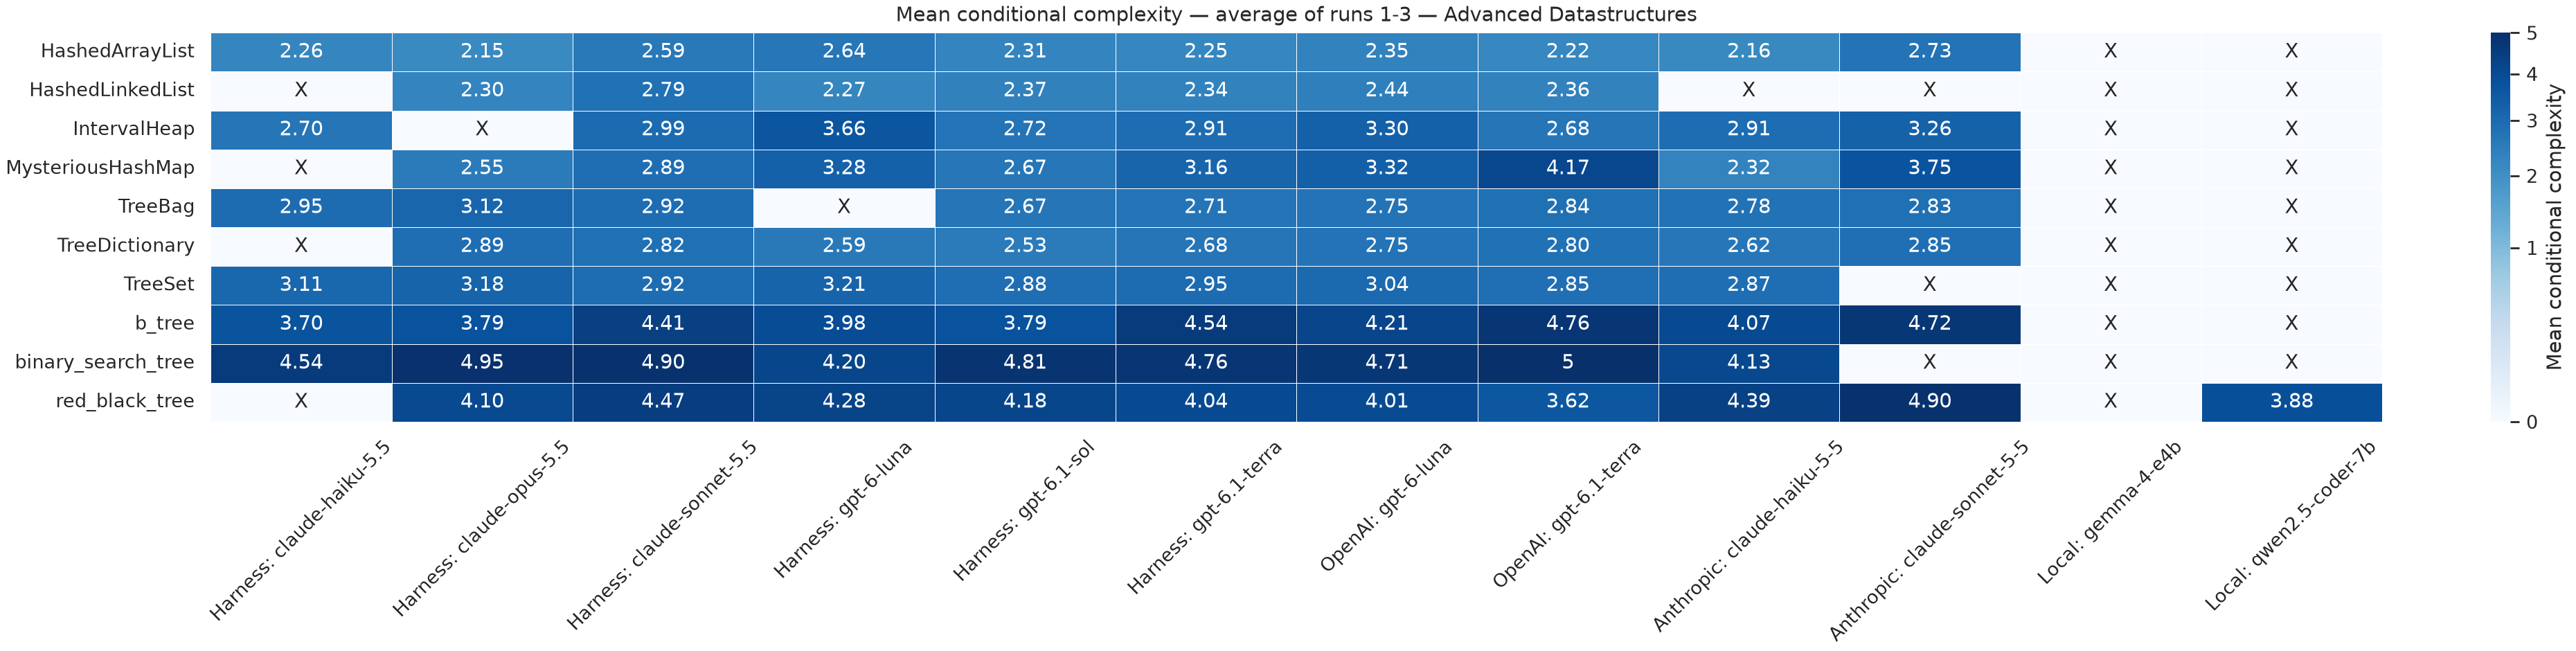 Mean conditional complexity — average of runs 1-3 — Advanced Datastructures
HashedArrayList 2.26 2.15 2.59 2.64 2.31 2.25 2.35 2.22 2.16 2.73 X X
HashedLinkedList X 2.30 2.79 2.27 2.37 2.34 2.44 2.36 X X X X
IntervalHeap 2.70 X 2.99 3.66 2.72 2.91 3.30 2.68 2.91 3.26 X X
MysteriousHashMap X 2.55 2.89 3.28 2.67 3.16 3.32 4.17 2.32 3.75 X X
TreeBag 2.95 3.12 2.92 X 2.67 2.71 2.75 2.84 2.78 2.83 X X
TreeDictionary X 2.89 2.82 2.59 2.53 2.68 2.75 2.80 2.62 2.85 X X
TreeSet 3.11 3.18 2.92 3.21 2.88 2.95 3.04 2.85 2.87 X X X
b_tree 3.70 3.79 4.41 3.98 3.79 4.54 4.21 4.76 4.07 4.72 X X
binary_search_tree 4.54 4.95 4.90 4.20 4.81 4.76 4.71 5 4.13 X X X
red_black_tree X 4.10 4.47 4.28 4.18 4.04 4.01 3.62 4.39 4.90 X 3.88
Harness: claude-haiku-5.5
Harness: claude-opus-5.5
Harness: claude-sonnet-5.5
Harness: gpt-6-luna
Harness: gpt-6.1-sol
Harness: gpt-6.1-terra
OpenAI: gpt-6-luna
OpenAI: gpt-6.1-terra
Anthropic: claude-haiku-5-5
Anthropic: claude-sonnet-5-5
Local: gemma-4-e4b
Local: qwen2.5-coder-7b
5
4
3
2
1
0
Mean conditional complexity